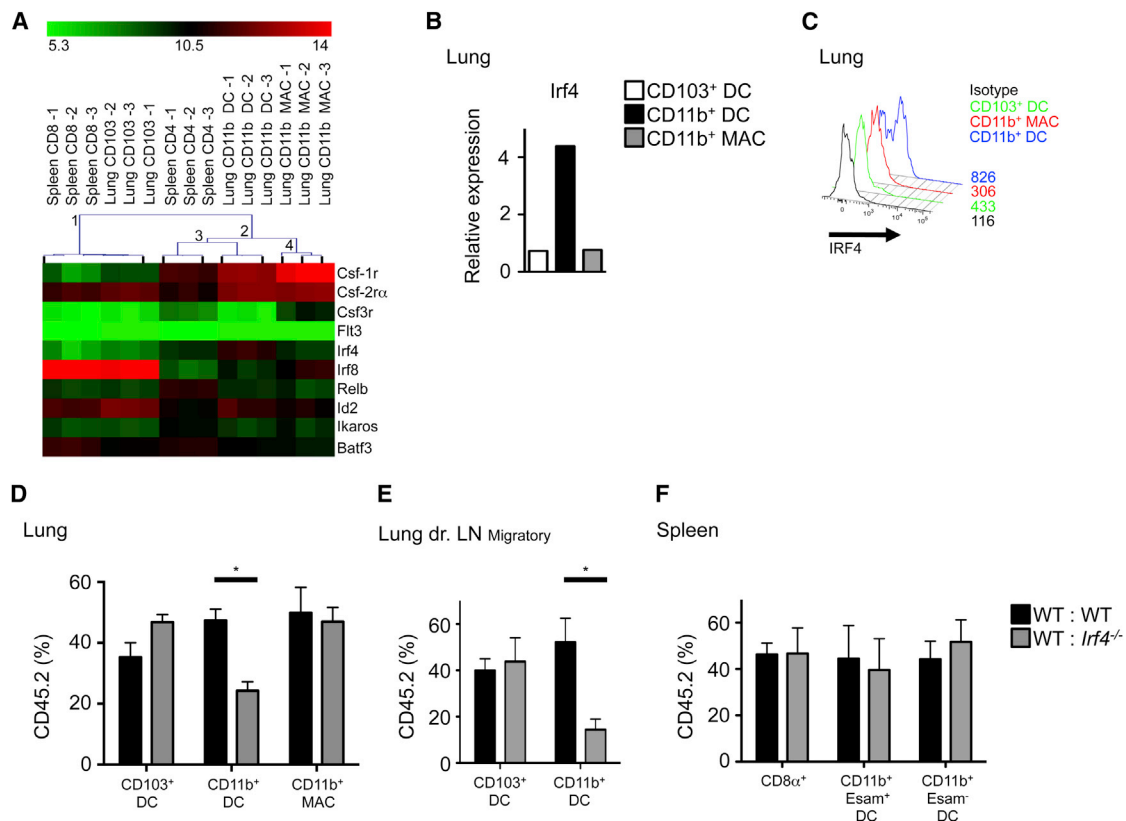 A
5.3 10.5 14
Spleen CD8 -1
Spleen CD8 -2
Spleen CD8 -3
Lung CD103 -2
Lung CD103 -3
Lung CD103 -1
Spleen CD4 -1
Spleen CD4 -2
Spleen CD4 -3
Lung CD11b DC -1
Lung CD11b DC -2
Lung CD11b DC -3
Lung CD11b MAC -1
Lung CD11b MAC -2
Lung CD11b MAC -3
1
2
3
4
Csf-1r
Csf-2rα
Csf3r
Flt3
Irf4
Irf8
Relb
Id2
Ikaros
Batf3
B
Lung
Irf4
Relative expression
4
2
0
CD103+ DC
CD11b+ DC
CD11b+ MAC
C
Lung
Isotype
CD103+ DC
CD11b+ MAC
CD11b+ DC
826
306
433
116
0 10³ 10⁴ 10⁵
IRF4
D
Lung
CD45.2 (%)
60
40
20
0
*
CD103+ DC
CD11b+ DC
CD11b+ MAC
E
Lung dr. LN Migratory
CD45.2 (%)
60
40
20
0
*
CD103+ DC
CD11b+ DC
F
Spleen
CD45.2 (%)
60
40
20
0
CD8α+
CD11b+ Esam+ DC
CD11b+ Esam- DC
WT : WT
WT : Irf4-/-